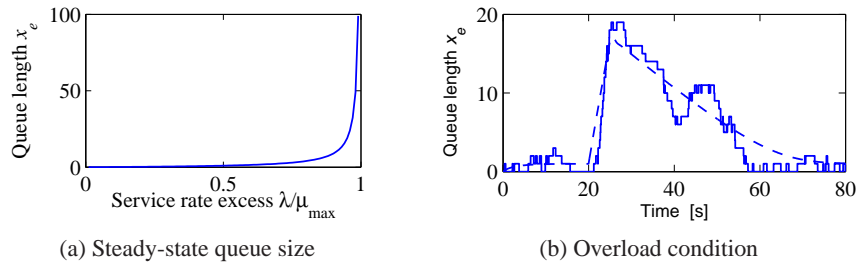 100
50
0
0
0.5
1
Queue length x_e
Service rate excess λ/μ_max
(a) Steady-state queue size
20
10
0
0
20
40
60
80
Queue length x_e
Time [s]
(b) Overload condition